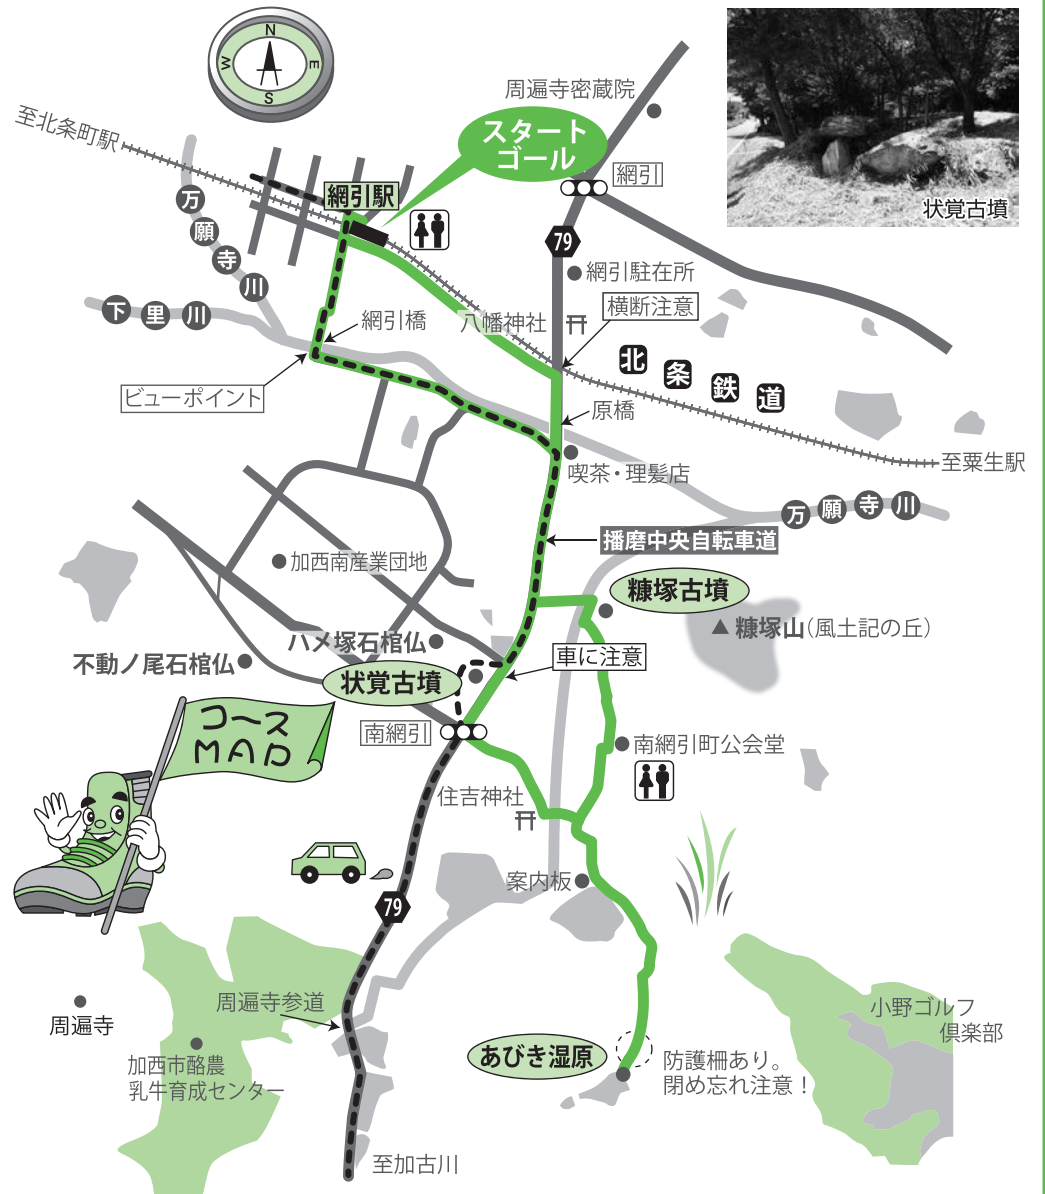 N
E
S
W
状覚古墳
至北条町駅
周遍寺密蔵院
スタート
ゴール
網引
網引駅
79
万願寺川
網引駐在所
横断注意
下里川
網引橋
八幡神社
北条鉄道
ビューポイント
原橋
至粟生駅
喫茶・理髪店
万願寺川
播磨中央自転車道
加西南産業団地
糠塚古墳
▲糠塚山(風土記の丘)
ハメ塚石棺仏
不動ノ尾石棺仏
車に注意
状覚古墳
コース
MAP
南網引
南網引町公会堂
住吉神社
案内板
79
周遍寺
周遍寺参道
加西市酪農
乳牛育成センター
小野ゴルフ
倶楽部
あびき湿原
防護柵あり。
閉め忘れ注意！
至加古川